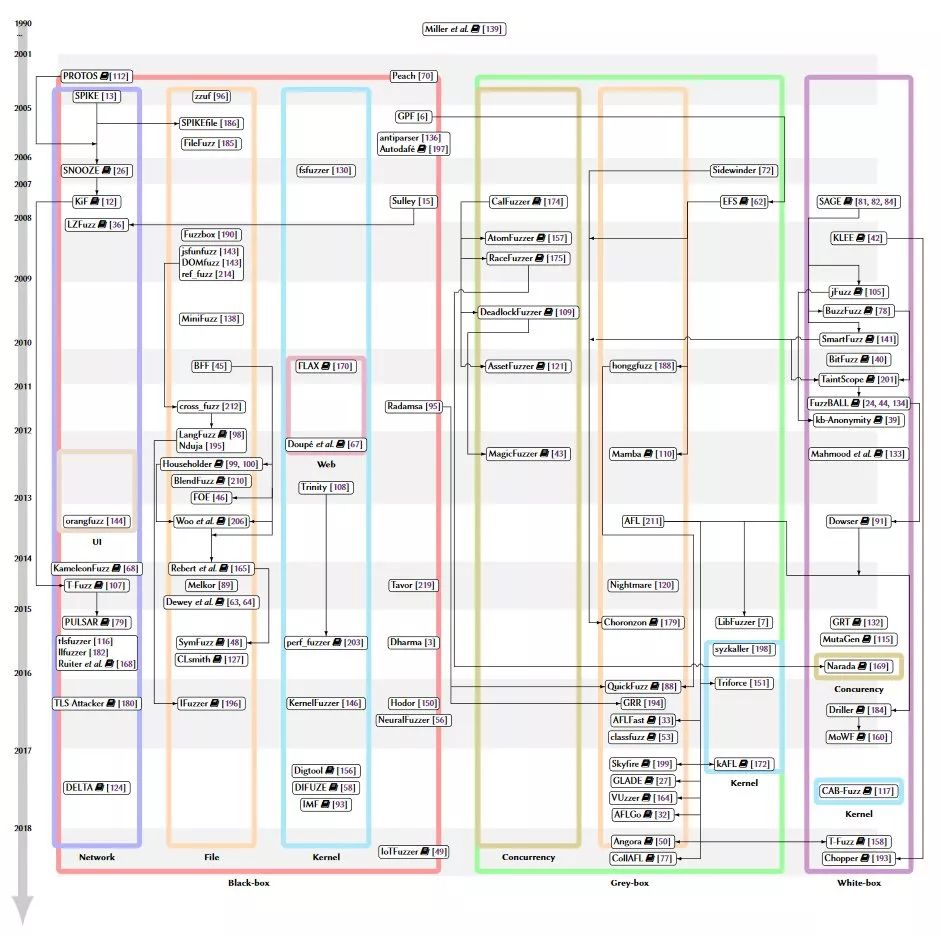 1990
...
Miller et al. [139]
2001
PROTOS [112]
Peach [70]
SPIKE [13]
zzuf [96]
2005
GPF [6]
SPIKEfile [186]
FileFuzz [185]
antiparser [136]
Autodafé [197]
2006
SNOOZE [26]
fsfuzzer [130]
Sidewinder [72]
2007
KiF [12]
Sulley [15]
CalFuzzer [174]
EFS [62]
SAGE [81, 82, 84]
2008
LZFuzz [36]
Fuzzbox [190]
AtomFuzzer [157]
KLEE [42]
jsfunfuzz [143]
DOMfuzz [143]
ref_fuzz [214]
RaceFuzzer [175]
2009
jFuzz [105]
MiniFuzz [138]
DeadlockFuzzer [109]
BuzzFuzz [78]
2010
SmartFuzz [141]
BitFuzz [40]
BFF [45]
FLAX [170]
AssetFuzzer [121]
honggfuzz [188]
TaintScope [201]
2011
cross_fuzz [212]
Radamsa [95]
FuzzBALL [24, 44, 134]
kb-Anonymity [39]
2012
LangFuzz [98]
Nduja [195]
Doupé et al. [67]
MagicFuzzer [43]
Mamba [110]
Mahmood et al. [133]
Householder [99, 100]
Web
BlendFuzz [210]
Trinity [108]
2013
FOE [46]
orangfuzz [144]
Woo et al. [206]
AFL [211]
Dowser [91]
UI
2014
KameleonFuzz [68]
Rebert et al. [165]
T-Fuzz [107]
Melkor [89]
Tavor [219]
Nightmare [120]
Dewey et al. [63, 64]
2015
PULSAR [79]
Choronzon [179]
LibFuzzer [7]
GRT [132]
tlsfuzzer [116]
llfuzzer [182]
Ruiter et al. [168]
SymFuzz [48]
perf_fuzzer [203]
Dharma [3]
syzkaller [198]
MutaGen [115]
CLsmith [127]
Narada [169]
2016
QuickFuzz [88]
Triforce [151]
Concurency
TLS Attacker [180]
IFuzzer [196]
KernelFuzzer [146]
Hodor [150]
GRR [194]
Driller [184]
NeuralFuzzer [56]
AFLFast [33]
classfuzz [53]
MoWF [160]
2017
Digtool [156]
Skyfire [199]
kAFL [172]
DELTA [124]
DIFUZE [58]
GLADE [27]
Kernel
IMF [93]
VUzzer [164]
CAB-Fuzz [117]
AFLGo [32]
Kernel
2018
Angora [50]
T-Fuzz [158]
IoTFuzzer [49]
CollAFL [77]
Chopper [193]
Network
File
Kernel
Concurrency
Black-box
Grey-box
White-box